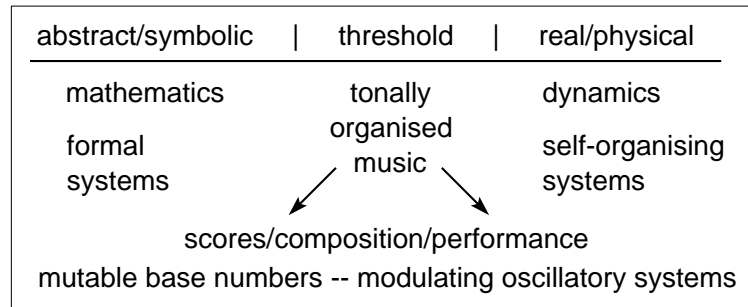 abstract/symbolic | threshold | real/physical
mathematics tonally dynamics
organised
formal self-organising
music
systems systems
scores/composition/performance
mutable base numbers -- modulating oscillatory systems